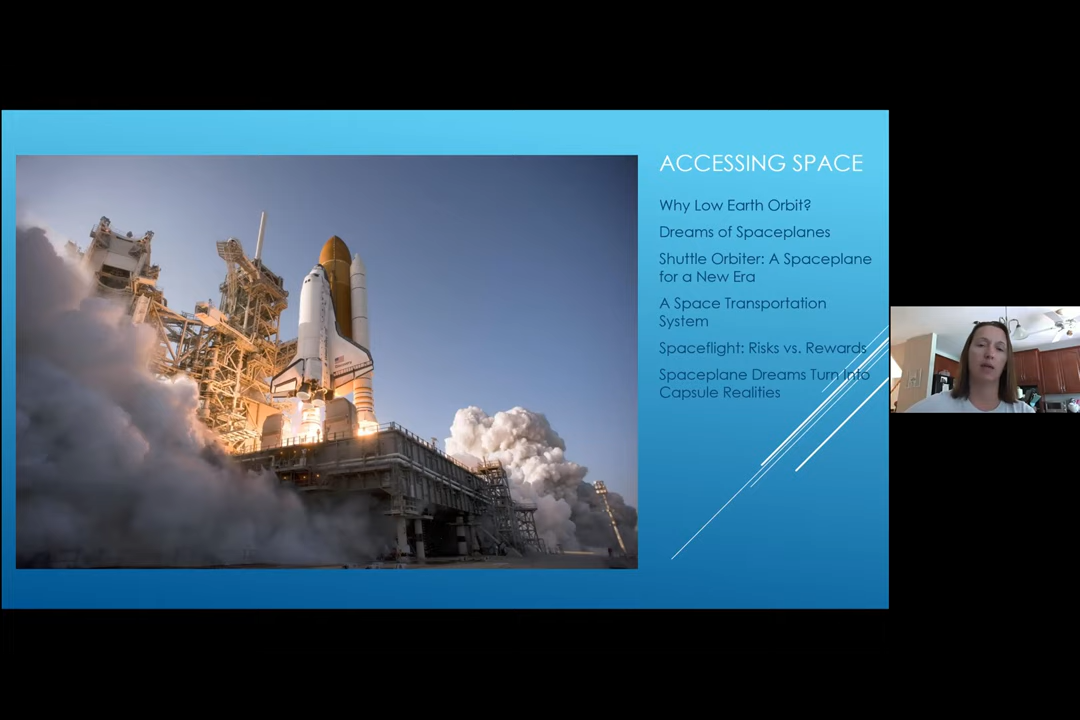 ACCESSING SPACE
Why Low Earth Orbit?
Dreams of Spaceplanes
Shuttle Orbiter: A Spaceplane
for a New Era
A Space Transportation
System
Spaceflight: Risks vs. Rewards
Spaceplane Dreams Turn Into
Capsule Realities